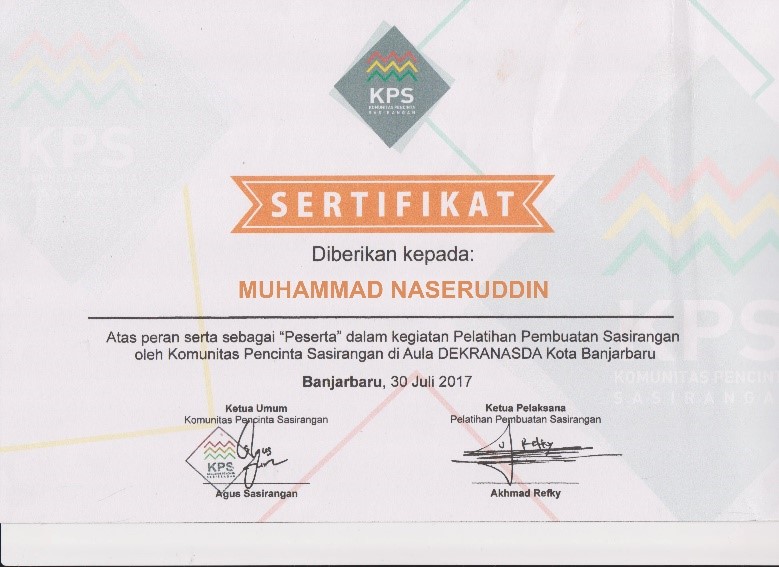 KPS
KOMUNITAS PENCINTA
SASIRANGAN
KPS
SERTIFIKAT
Diberikan kepada:
MUHAMMAD NASERUDDIN
Atas peran serta sebagai “Peserta” dalam kegiatan Pelatihan Pembuatan Sasirangan
oleh Komunitas Pencinta Sasirangan di Aula DEKRANASDA Kota Banjarbaru
KPS
KOMUNITAS PENCINT
SASIRANGA
Banjarbaru, 30 Juli 2017
Ketua Umum
Komunitas Pencinta Sasirangan
KPS
Agus Sasirangan
Ketua Pelaksana
Pelatihan Pembuatan Sasirangan
Refky
Akhmad Refky